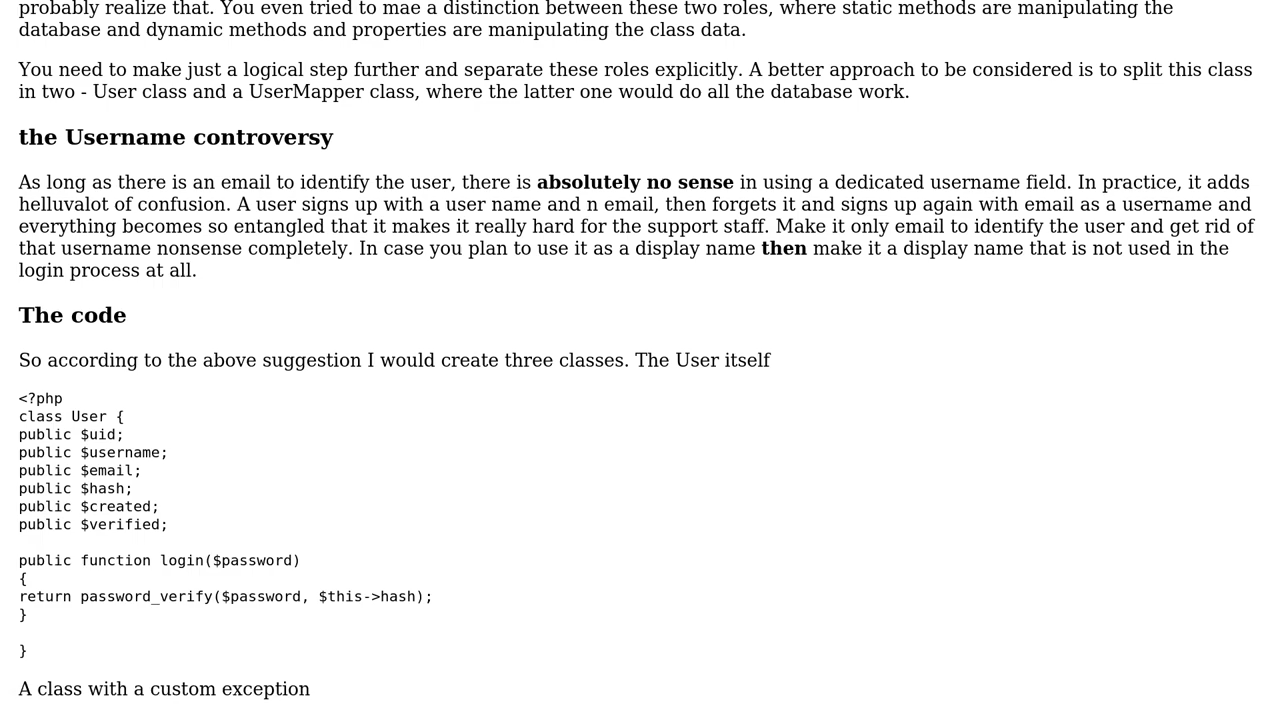 probably realize that. You even tried to mae a distinction between these two roles, where static methods are manipulating the
database and dynamic methods and properties are manipulating the class data.
You need to make just a logical step further and separate these roles explicitly. A better approach to be considered is to split this class
in two - User class and a UserMapper class, where the latter one would do all the database work.
the Username controversy
As long as there is an email to identify the user, there is absolutely no sense in using a dedicated username field. In practice, it adds
helluvalot of confusion. A user signs up with a user name and n email, then forgets it and signs up again with email as a username and
everything becomes so entangled that it makes it really hard for the support staff. Make it only email to identify the user and get rid of
that username nonsense completely. In case you plan to use it as a display name then make it a display name that is not used in the
login process at all.
The code
So according to the above suggestion I would create three classes. The User itself
<?php
class User {
public $uid;
public $username;
public $email;
public $hash;
public $created;
public $verified;
public function login($password)
{
return password_verify($password, $this->hash);
}
}
A class with a custom exception